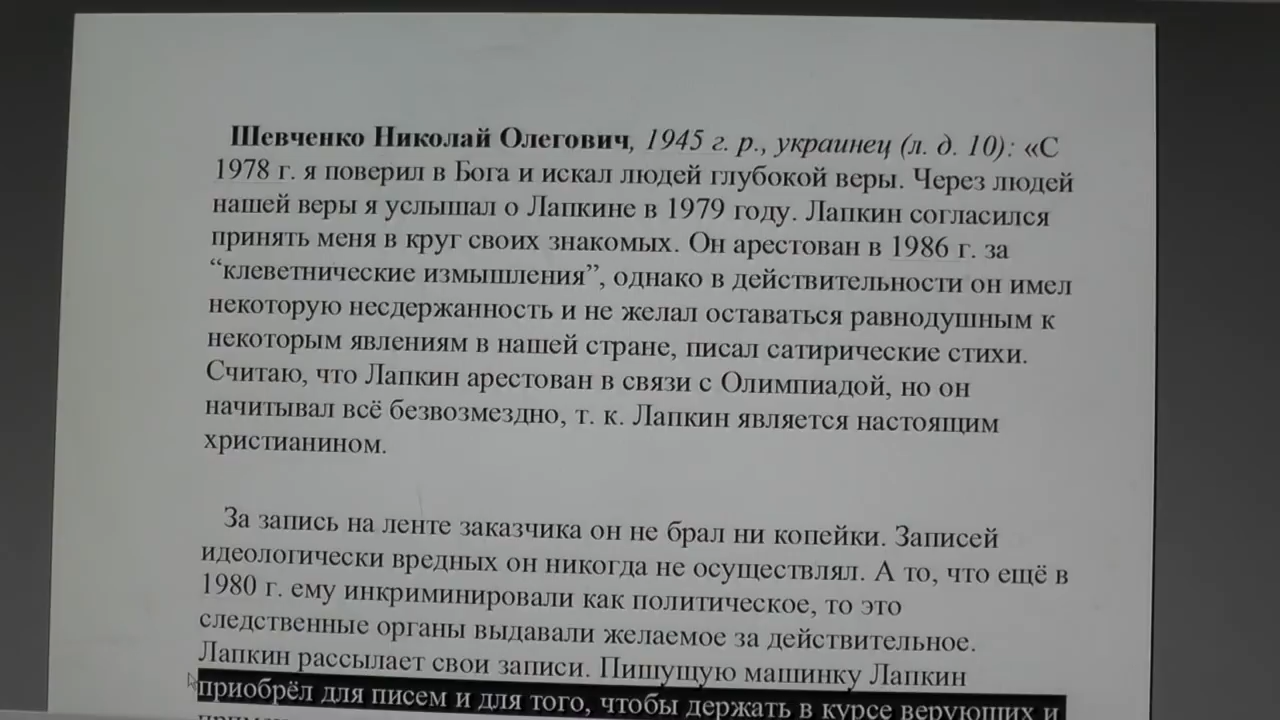 Шевченко Николай Олегович, 1945 г. р., украинец (л. д. 10): «С
1978 г. я поверил в Бога и искал людей глубокой веры. Через людей
нашей веры я услышал о Лапкине в 1979 году. Лапкин согласился
принять меня в круг своих знакомых. Он арестован в 1986 г. за
“клеветнические измышления”, однако в действительности он имел
некоторую несдержанность и не желал оставаться равнодушным к
некоторым явлениям в нашей стране, писал сатирические стихи.
Считаю, что Лапкин арестован в связи с Олимпиадой, но он
начитывал всё безвозмездно, т. к. Лапкин является настоящим
христианином.
За запись на ленте заказчика он не брал ни копейки. Записей
идеологически вредных он никогда не осуществлял. А то, что ещё в
1980 г. ему инкриминировали как политическое, то это
следственные органы выдавали желаемое за действительное.
Лапкин рассылает свои записи. Пишущую машинку Лапкин
приобрёл для писем и для того, чтобы держать в курсе верующих и